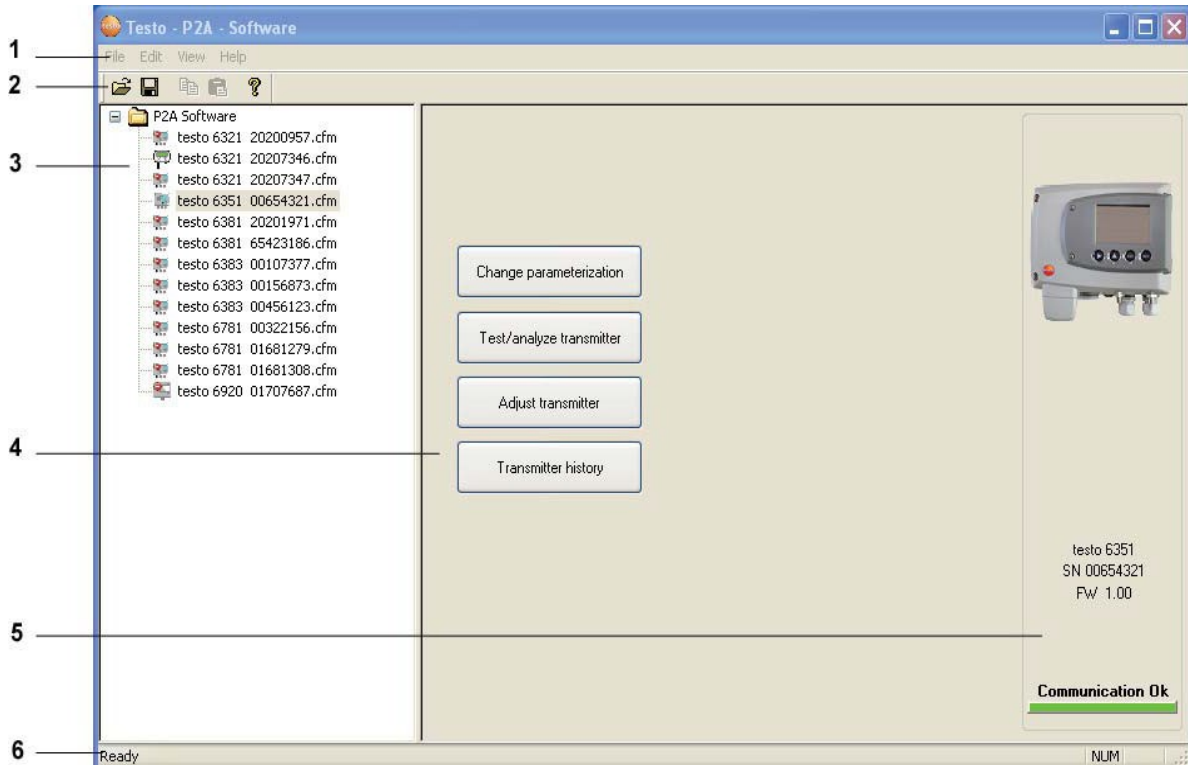 Testo - P2A - Software
1
File Edit View Help
2
P2A Software
testo 6321 20200957.cfm
3
testo 6321 20207346.cfm
testo 6321 20207347.cfm
testo 6351 00654321.cfm
testo 6381 20201971.cfm
testo 6381 65423186.cfm
testo 6383 00107377.cfm
testo 6383 00156873.cfm
testo 6383 00456123.cfm
testo 6781 00322156.cfm
testo 6781 01681279.cfm
testo 6781 01681308.cfm
testo 6920 01707687.cfm
Change parameterization
Test/analyze transmitter
Adjust transmitter
4
Transmitter history
testo 6351
SN 00654321
FW 1.00
5
Communication Ok
6
Ready
NUM